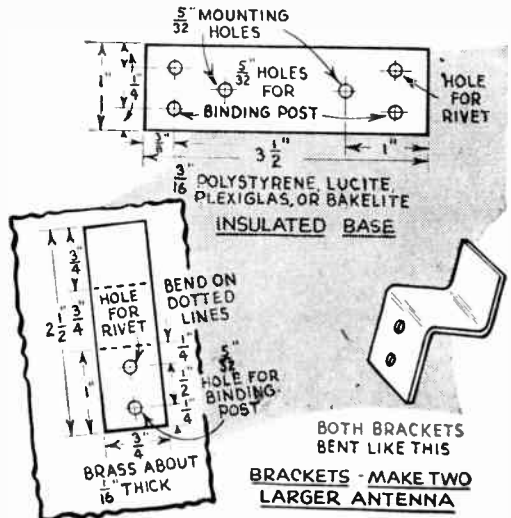 5/32" MOUNTING
HOLES
5/32" HOLES
FOR
BINDING POST
HOLE
FOR
RIVET
1"
1/4"
3/8"
3 1/2"
1"
3/16" POLYSTYRENE, LUCITE,
PLEXIGLAS, OR BAKELITE
INSULATED BASE
2 1/2"
3/4"
3/4"
1"
HOLE
FOR
RIVET
BEND ON
DOTTED
LINES
1/4"
1/2"
1/4"
5/32"
HOLE FOR
BINDING
POST
3/4"
BRASS ABOUT
1/16" THICK
BOTH BRACKETS
BENT LIKE THIS
BRACKETS - MAKE TWO
LARGER ANTENNA